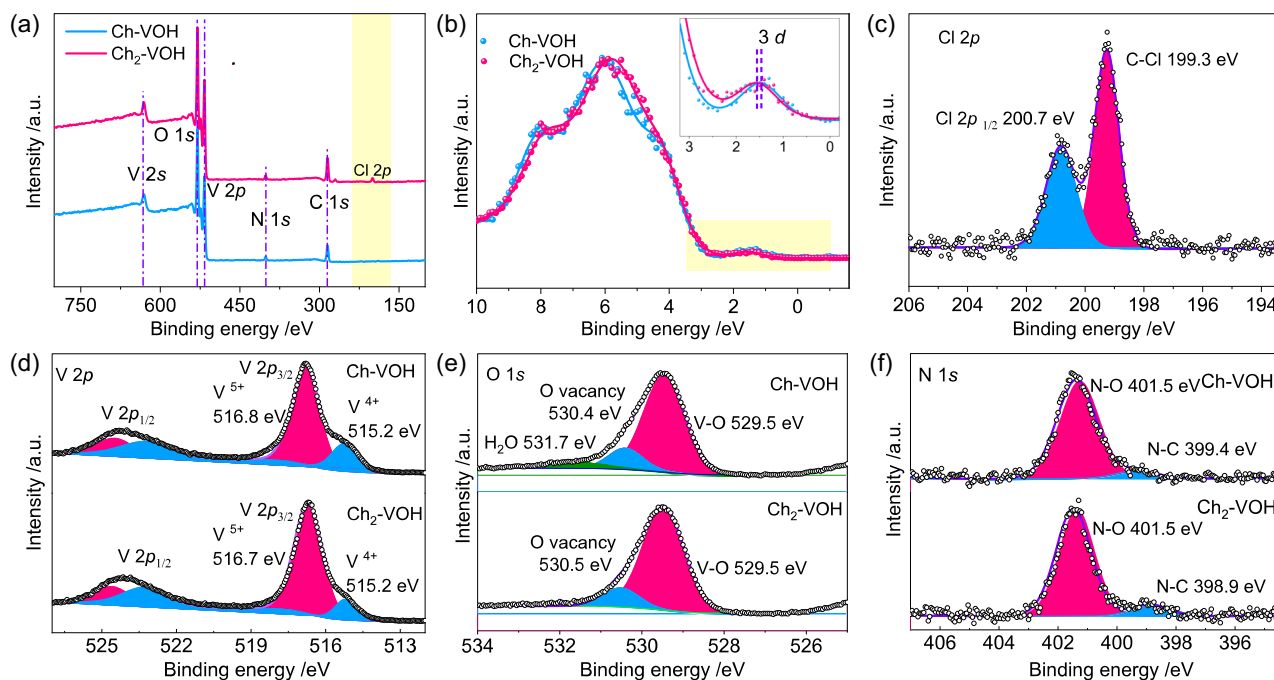 (a)
Ch-VOH
Ch₂-VOH
O 1s
V 2s
V 2p
N 1s
C 1s
Cl 2p
Intensity /a.u.
800 750 600 450 300 150
Binding energy /eV
(b)
Ch-VOH
Ch₂-VOH
3 d
3 2 1 0
Intensity /a.u.
10 8 6 4 2 0
Binding energy /eV
(c)
Cl 2p
C-Cl 199.3 eV
Cl 2p 1/2 200.7 eV
Intensity /a.u.
206 204 202 200 198 196 194
Binding energy /eV
(d)
V 2p
V 2p3/2
Ch-VOH
V 5+
516.8 eV
V 4+
515.2 eV
V 2p1/2
V 2p3/2
Ch₂-VOH
V 5+
516.7 eV
V 4+
515.2 eV
V 2p1/2
Intensity /a.u.
525 522 519 516 513
Binding energy /eV
(e)
O 1s
O vacancy
530.4 eV
Ch-VOH
H₂O 531.7 eV
V-O 529.5 eV
Ch₂-VOH
O vacancy
530.5 eV
V-O 529.5 eV
Intensity /a.u.
534 532 530 528 526
Binding energy /eV
(f)
N 1s
N-O 401.5 eV
Ch-VOH
N-C 399.4 eV
Ch₂-VOH
N-O 401.5 eV
N-C 398.9 eV
Intensity /a.u.
406 404 402 400 398 396
Binding energy /eV